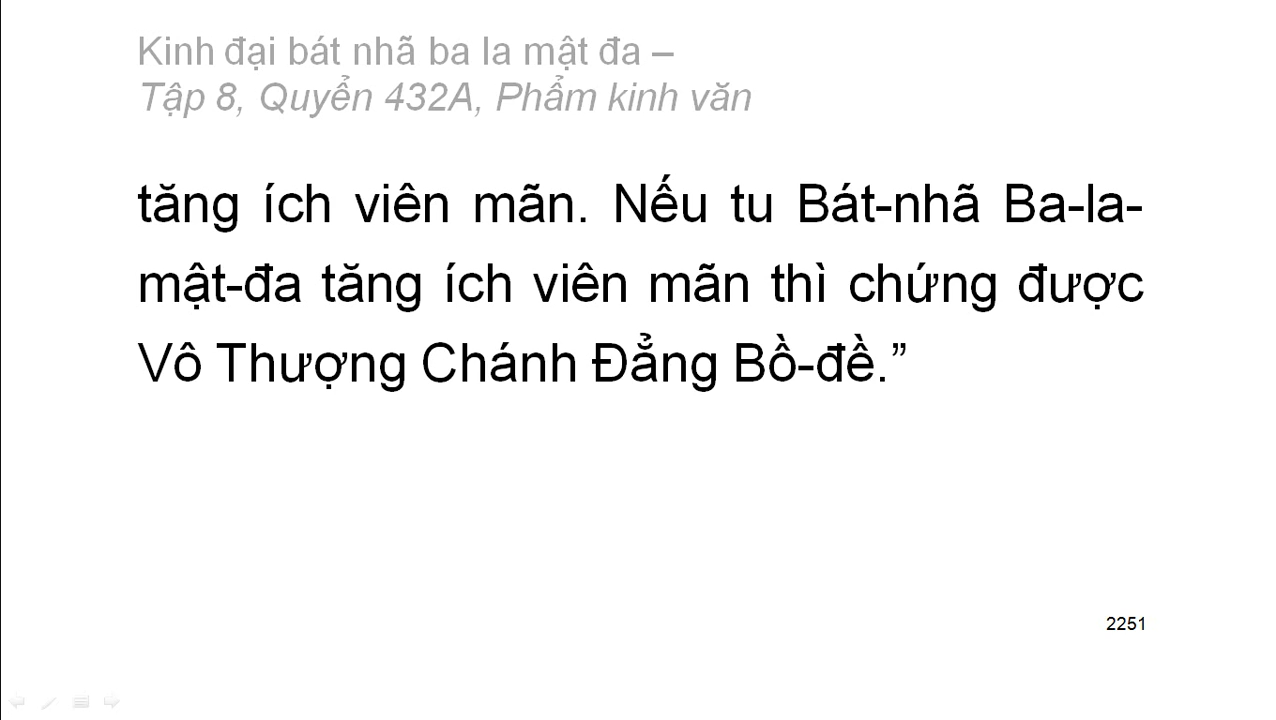 Kinh đại bát nhã ba la mật đa –
Tập 8, Quyển 432A, Phẩm kinh văn
tăng ích viên mãn. Nếu tu Bát-nhã Ba-la-
mật-đa tăng ích viên mãn thì chứng được
Vô Thượng Chánh Đẳng Bồ-đề.”
2251